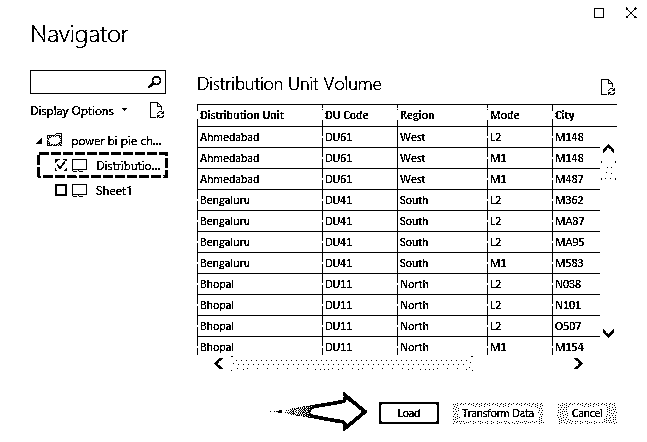 Navigator
Distribution Unit Volume
Display Options
power bi pie ch...
Distributio...
Sheet1
Distribution Unit DU Code Region Mode City
Ahmedabad DU61 West L2 M148
Ahmedabad DU61 West M1 M148
Ahmedabad DU61 West M1 M487
Bengaluru DU41 South L2 M362
Bengaluru DU41 South L2 MA87
Bengaluru DU41 South L2 MA95
Bengaluru DU41 South M1 M583
Bhopal DU11 North L2 N038
Bhopal DU11 North L2 N101
Bhopal DU11 North L2 O507
Bhopal DU11 North M1 M154
Load Transform Data Cancel